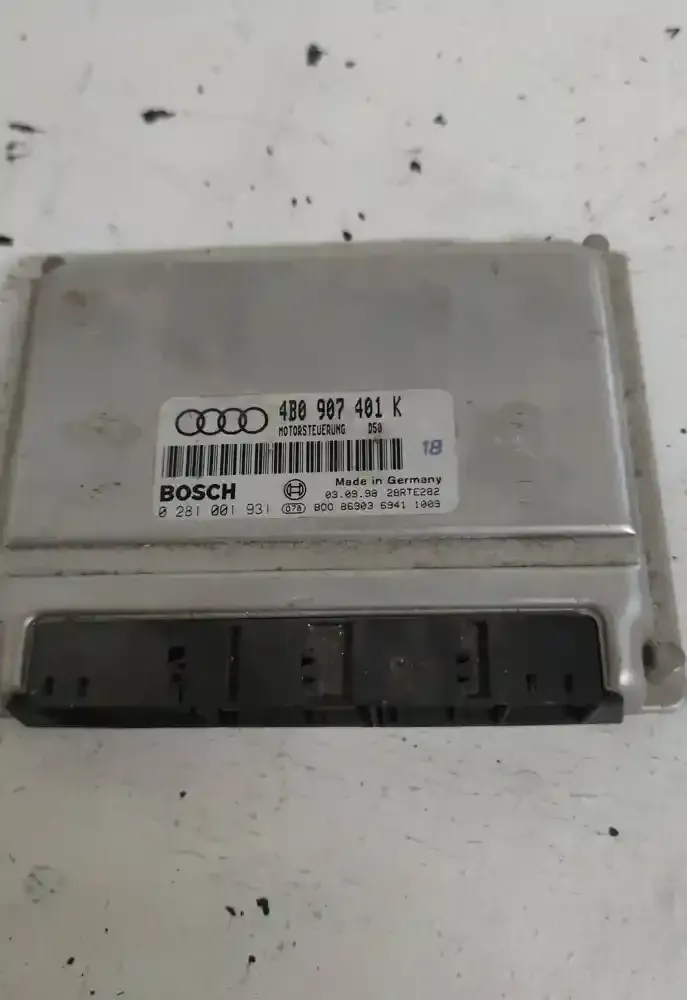 4B0 907 401 K
MOTORSTEUERUNG D50
18
BOSCH
Made in Germany
03.09.98 28RTE282
0 281 001 931 078 800 86903 6941 1009